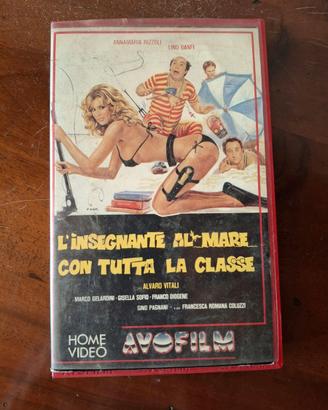 ANNAMARIA RIZZOLI
LINO BANFI
L'INSEGNANTE AL MARE
CON TUTTA LA CLASSE
ALVARO VITALI
MARCO GELARDINI - GISELLA SOFIO - FRANCO DIOGENE
GINO PAGNANI - FRANCESCA ROMANA COLUZZI
HOME
VIDEO
AVOFILM